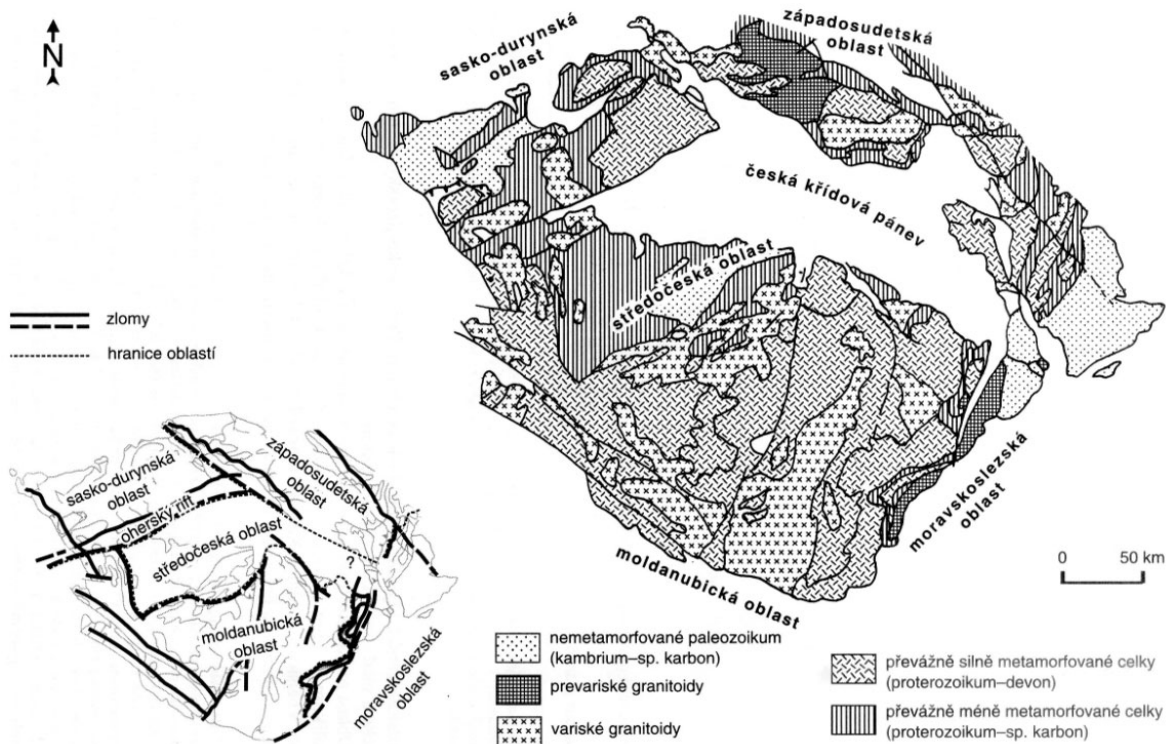 N
sasko-durynská
oblast
západosudetská
oblast
česká křídová pánev
středočeská oblast
moldanubická oblast
moravskoslezská
oblast
zlomy
hranice oblastí
sasko-durynská
oblast
západosudetská
oblast
oherský rift
středočeská oblast
?
moldanubická
oblast
moravskoslezská
oblast
0 50 km
nemetamorfované paleozoikum
(kambrium–sp. karbon)
prevariské granitoidy
variské granitoidy
převážně silně metamorfované celky
(proterozoikum–devon)
převážně méně metamorfované celky
(proterozoikum–sp. karbon)